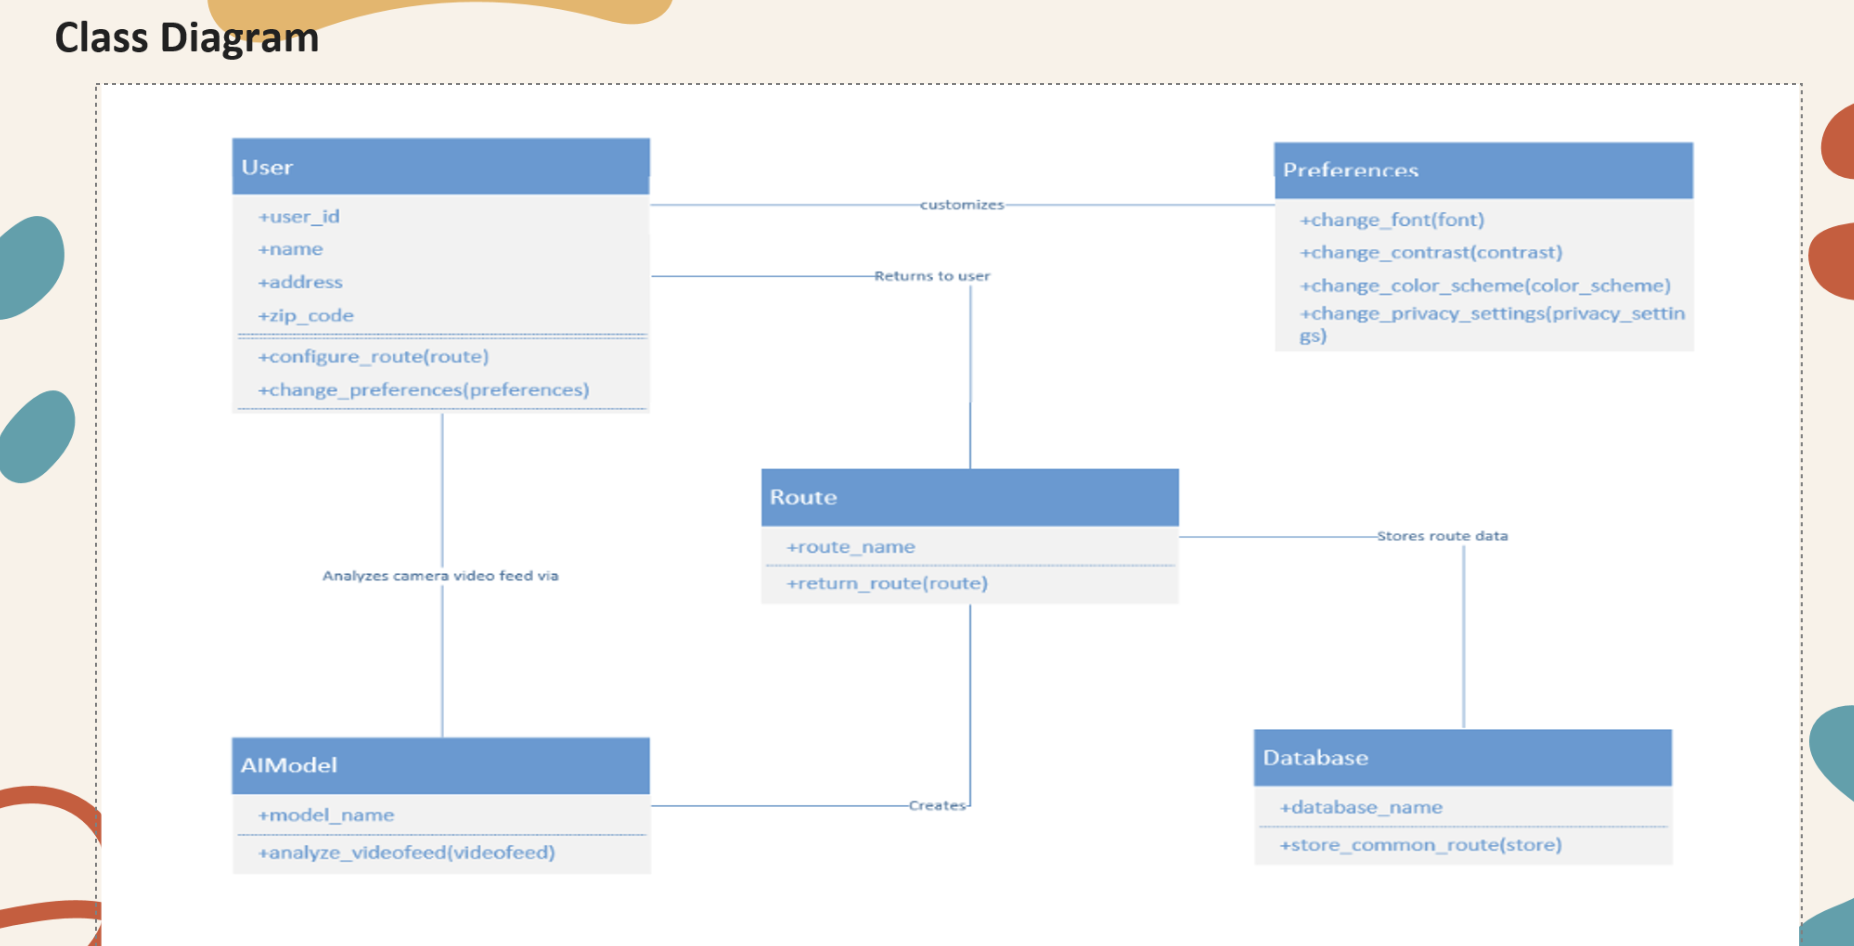 Class Diagram
User
+user_id
+name
+address
+zip_code
+configure_route(route)
+change_preferences(preferences)
customizes
Returns to user
Preferences
+change_font(font)
+change_contrast(contrast)
+change_color_scheme(color_scheme)
+change_privacy_settings(privacy_settin
gs)
Route
+route_name
+return_route(route)
Stores route data
Analyzes camera video feed via
AIModel
+model_name
+analyze_videofeed(videofeed)
Creates
Database
+database_name
+store_common_route(store)